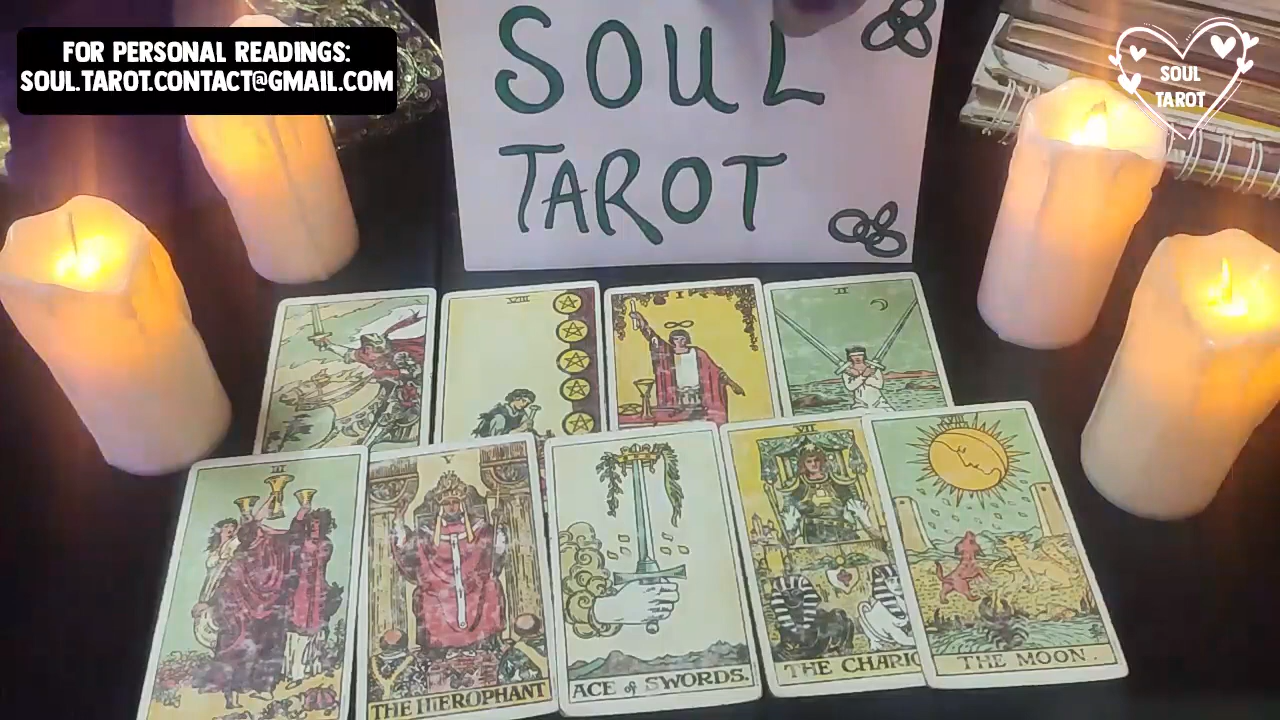 FOR PERSONAL READINGS:
SOUL.TAROT.CONTACT@GMAIL.COM
SOUL
TAROT
SOUL
TAROT
VIII
I
II
III
V
THE HIEROPHANT
ACE of SWORDS.
VII
THE CHARIO
XVIII
THE MOON.